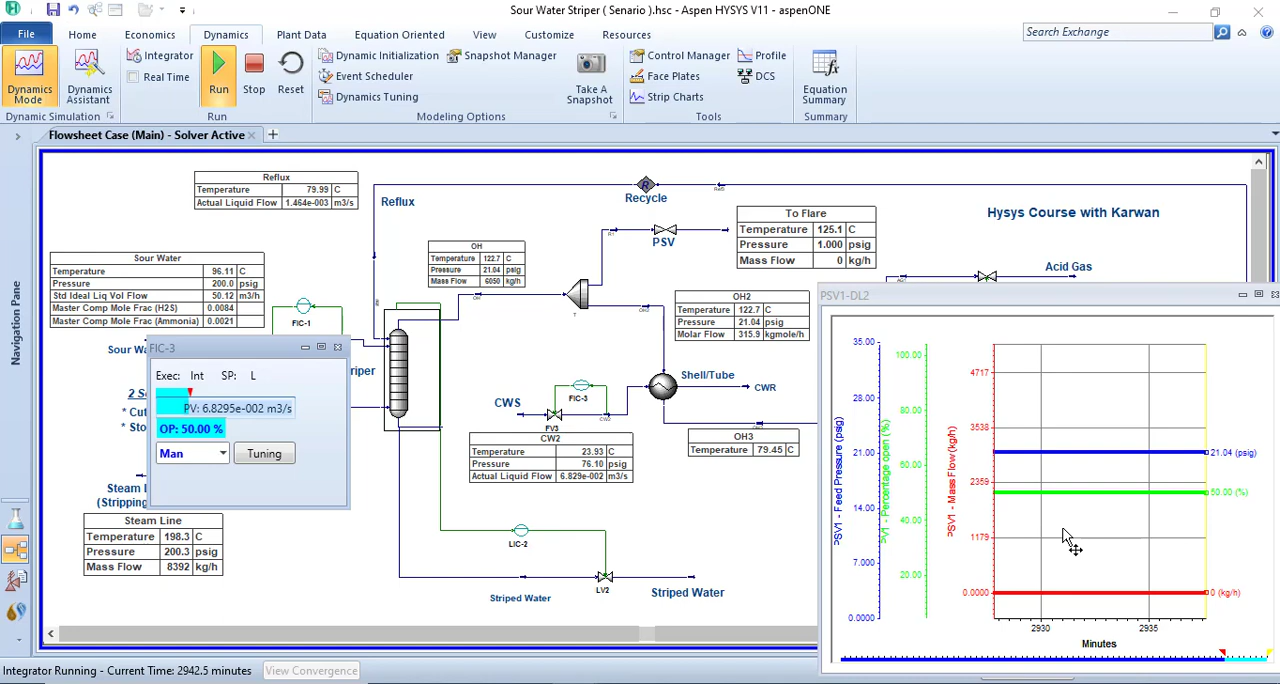 Sour Water Striper ( Senario ).hsc - Aspen HYSYS V11 - aspenONE
File Home Economics Dynamics Plant Data Equation Oriented View Customize Resources
Search Exchange
Dynamics Mode
Dynamics Assistant
Dynamic Simulation
Integrator
Real Time
Run
Stop
Reset
Run
Dynamic Initialization
Event Scheduler
Dynamics Tuning
Snapshot Manager
Take A Snapshot
Modeling Options
Control Manager
Face Plates
Strip Charts
Profile
DCS
Tools
Equation Summary
Summary
Flowsheet Case (Main) - Solver Active
Navigation Pane
Reflux
Temperature 79.99 C
Actual Liquid Flow 1.464e-003 m3/s
Reflux
R
Recycle
Hysys Course with Karwan
To Flare
Temperature 125.1 C
Pressure 1.000 psig
Mass Flow 0 kg/h
PSV
Acid Gas
OH
Temperature 122.7 C
Pressure 21.04 psig
Mass Flow 6050 kg/h
Sour Water
Temperature 96.11 C
Pressure 200.0 psig
Std Ideal Liq Vol Flow 50.12 m3/h
Master Comp Mole Frac (H2S) 0.0084
Master Comp Mole Frac (Ammonia) 0.0021
FIC-1
OH2
Temperature 122.7 C
Pressure 21.04 psig
Molar Flow 315.9 kgmole/h
Shell/Tube
CWR
CWS
FIC-3
FV3
CW2
Temperature 23.93 C
Pressure 76.10 psig
Actual Liquid Flow 6.829e-002 m3/s
OH3
Temperature 79.45 C
FIC-3
Exec: Int SP: L
PV: 6.8295e-002 m3/s
OP: 50.00 %
Man
Tuning
Sour Wa
riper
2 S
* Cu
* Sto
Steam
(Stripping
Steam Line
Temperature 198.3 C
Pressure 200.3 psig
Mass Flow 8392 kg/h
LIC-2
LV2
Striped Water
Striped Water
PSV1-DL2
PSV1 - Feed Pressure (psig)
35.00
28.00
21.00
14.00
7.000
0.0000
100.00
80.00
60.00
40.00
20.00
PSV1 - Mass Flow (kg/h)
4717
3538
2359
1179
0.0000
21.04 (psig)
50.00 (%)
0 (kg/h)
2930 2935
Minutes
Integrator Running - Current Time: 2942.5 minutes
View Convergence